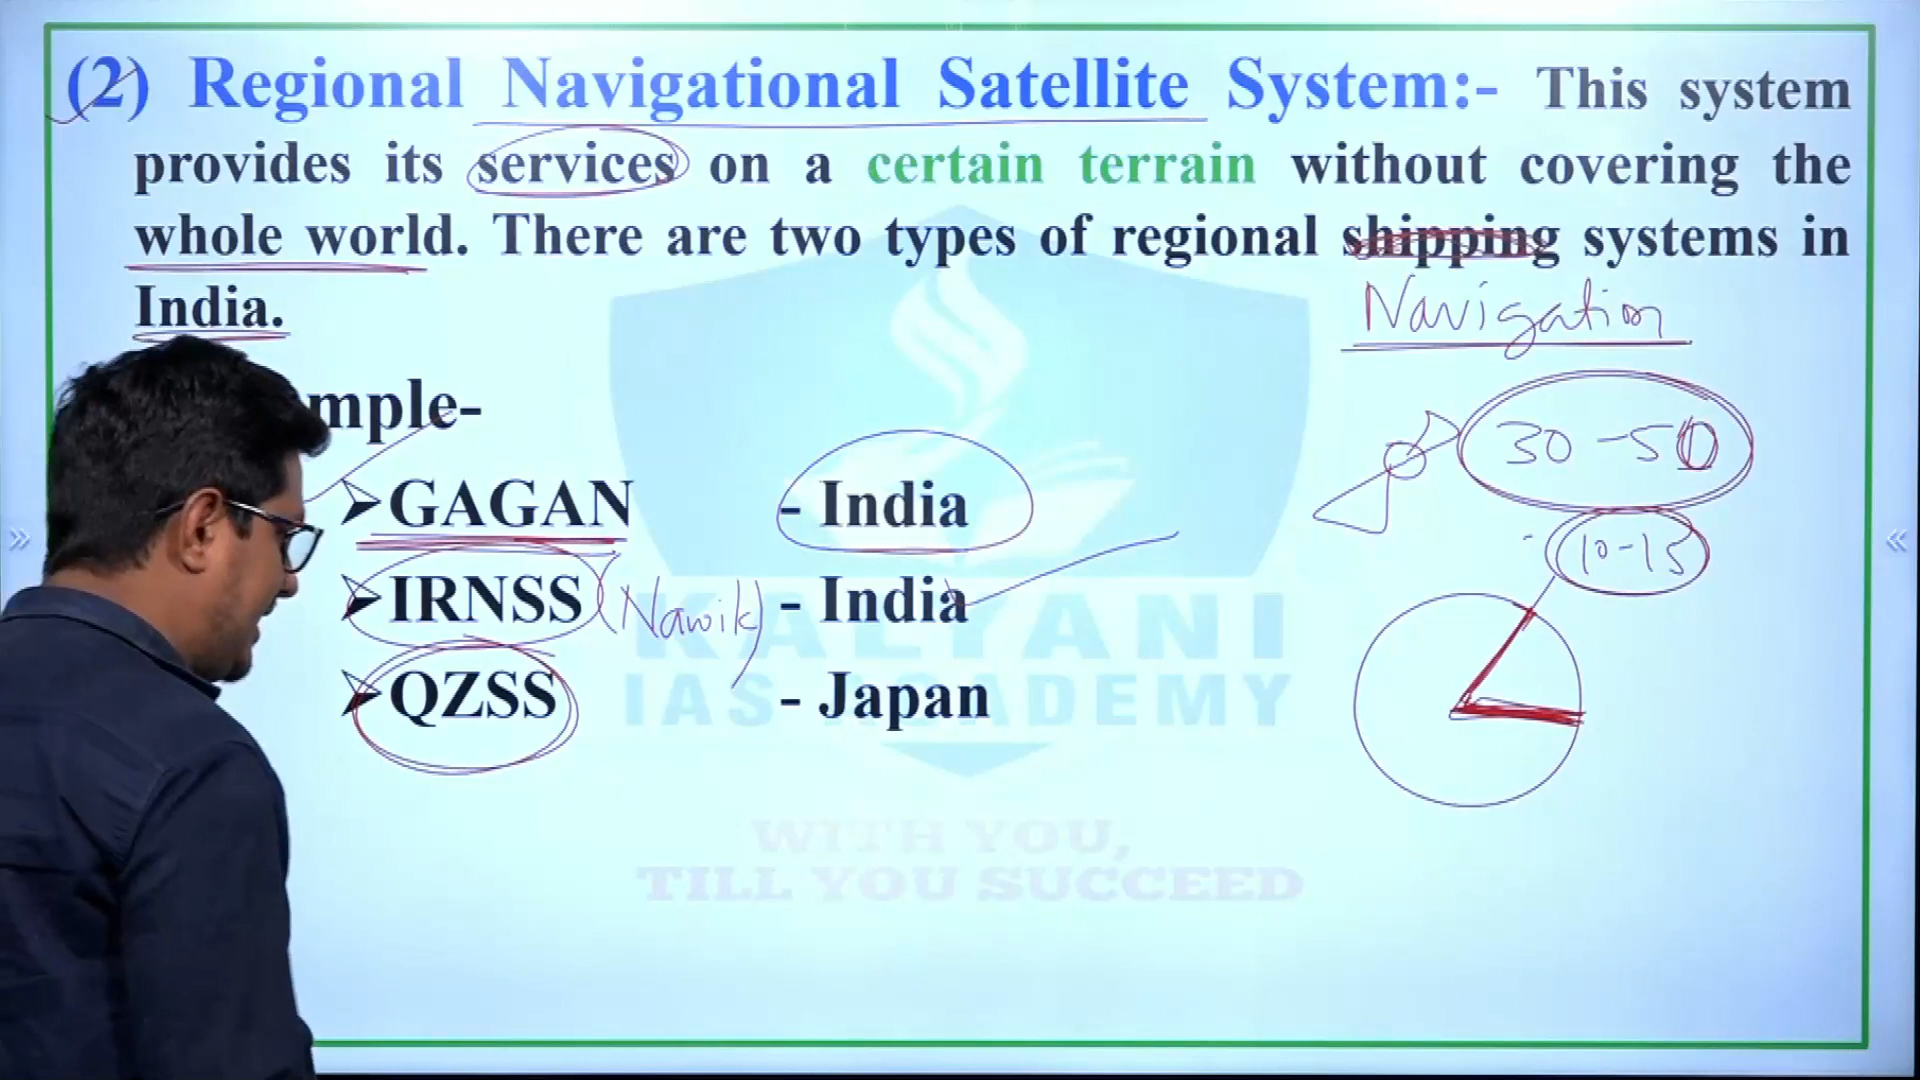 (2) Regional Navigational Satellite System:- This system
provides its services on a certain terrain without covering the
whole world. There are two types of regional shipping systems in
India.
Navigation
mple-
30-50
➢GAGAN - India
10-15
➢IRNSS (Navik) - India
➢QZSS - Japan
KALYANI
IAS ACADEMY
WITH YOU,
TILL YOU SUCCEED